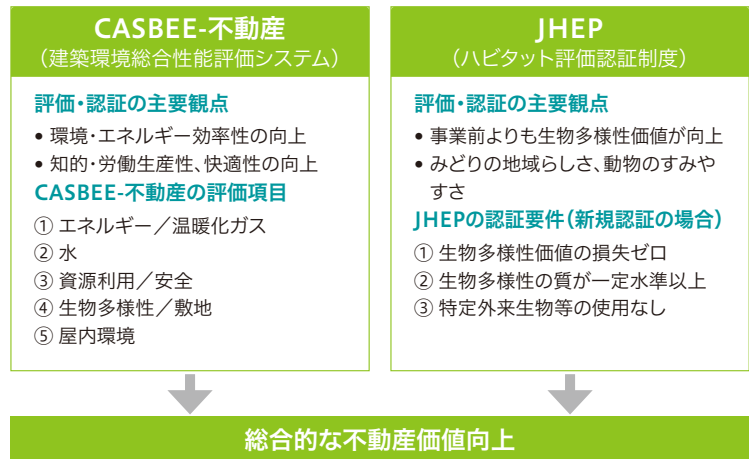 CASBEE-不動産
（建築環境総合性能評価システム）
評価・認証の主要観点
• 環境・エネルギー効率性の向上
• 知的・労働生産性、快適性の向上
CASBEE-不動産の評価項目
① エネルギー／温暖化ガス
② 水
③ 資源利用／安全
④ 生物多様性／敷地
⑤ 屋内環境
JHEP
（ハビタット評価認証制度）
評価・認証の主要観点
• 事業前よりも生物多様性価値が向上
• みどりの地域らしさ、動物のすみや
すさ
JHEPの認証要件（新規認証の場合）
① 生物多様性価値の損失ゼロ
② 生物多様性の質が一定水準以上
③ 特定外来生物等の使用なし
総合的な不動産価値向上